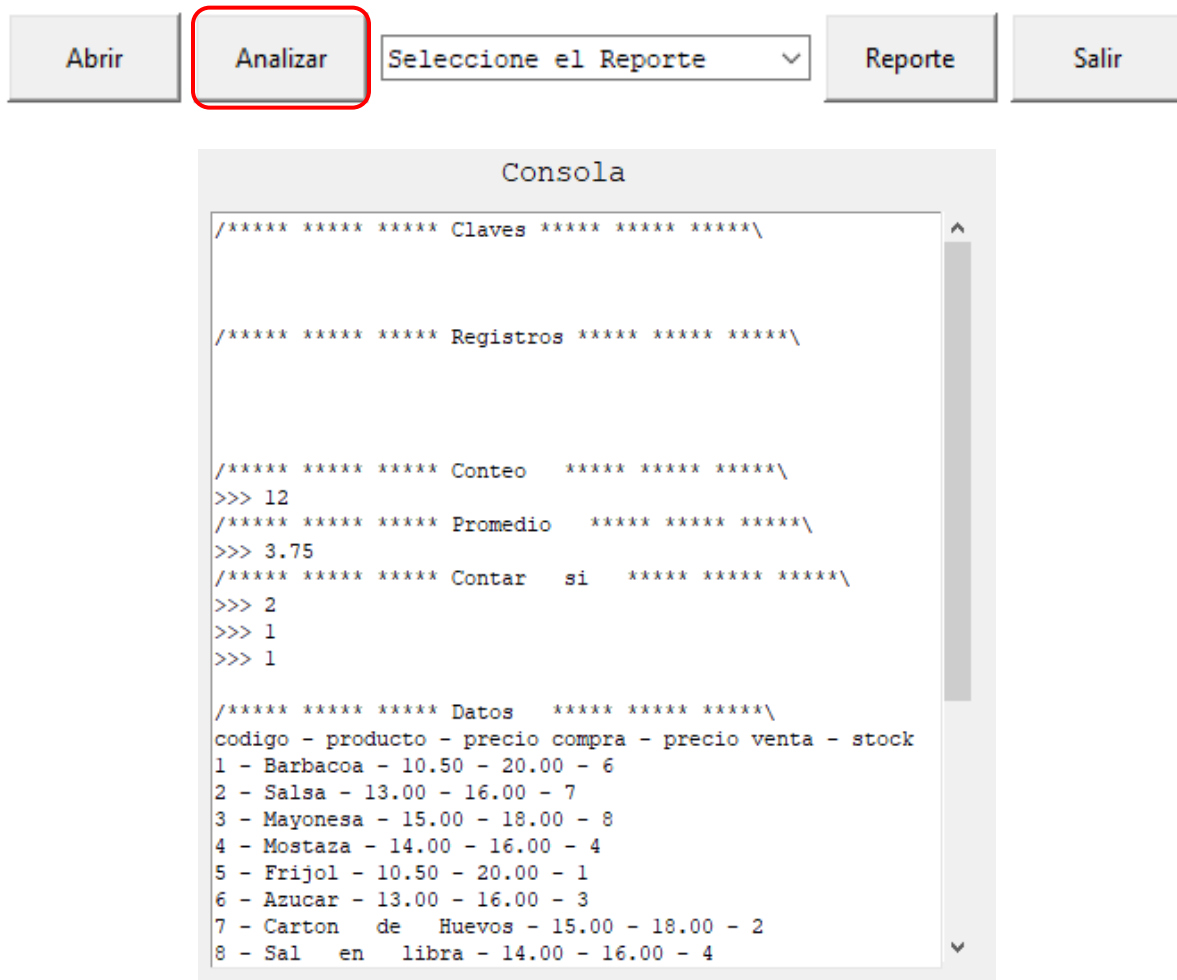 Abrir Analizar Seleccione el Reporte Reporte Salir
Consola
/***** ***** ***** Claves ***** ***** *****\
/***** ***** ***** Registros ***** ***** *****\
/***** ***** ***** Conteo   ***** ***** *****\
>>> 12
/***** ***** ***** Promedio   ***** ***** *****\
>>> 3.75
/***** ***** ***** Contar   si   ***** ***** *****\
>>> 2
>>> 1
>>> 1
/***** ***** ***** Datos   ***** ***** *****\
codigo - producto - precio compra - precio venta - stock
1 - Barbacoa - 10.50 - 20.00 - 6
2 - Salsa - 13.00 - 16.00 - 7
3 - Mayonesa - 15.00 - 18.00 - 8
4 - Mostaza - 14.00 - 16.00 - 4
5 - Frijol - 10.50 - 20.00 - 1
6 - Azucar - 13.00 - 16.00 - 3
7 - Carton   de   Huevos - 15.00 - 18.00 - 2
8 - Sal   en   libra - 14.00 - 16.00 - 4